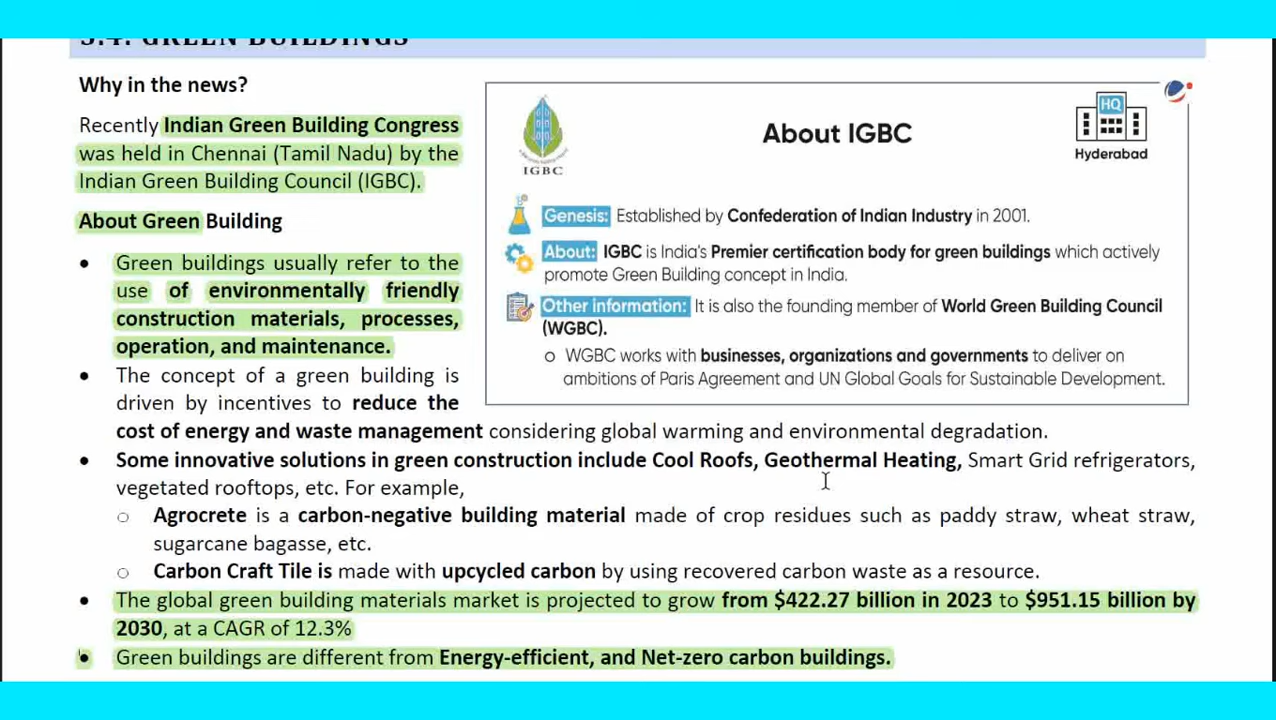 5.4. GREEN BUILDINGS
Why in the news?
Recently Indian Green Building Congress
was held in Chennai (Tamil Nadu) by the
Indian Green Building Council (IGBC).
About Green Building
• Green buildings usually refer to the
use of environmentally friendly
construction materials, processes,
operation, and maintenance.
• The concept of a green building is
driven by incentives to reduce the
cost of energy and waste management considering global warming and environmental degradation.
IGBC
About IGBC
HQ
Hyderabad
Genesis: Established by Confederation of Indian Industry in 2001.
About: IGBC is India's Premier certification body for green buildings which actively
promote Green Building concept in India.
Other information: It is also the founding member of World Green Building Council
(WGBC).
o WGBC works with businesses, organizations and governments to deliver on
ambitions of Paris Agreement and UN Global Goals for Sustainable Development.
• Some innovative solutions in green construction include Cool Roofs, Geothermal Heating, Smart Grid refrigerators,
vegetated rooftops, etc. For example,
o Agrocrete is a carbon-negative building material made of crop residues such as paddy straw, wheat straw,
sugarcane bagasse, etc.
o Carbon Craft Tile is made with upcycled carbon by using recovered carbon waste as a resource.
• The global green building materials market is projected to grow from $422.27 billion in 2023 to $951.15 billion by
2030, at a CAGR of 12.3%
• Green buildings are different from Energy-efficient, and Net-zero carbon buildings.